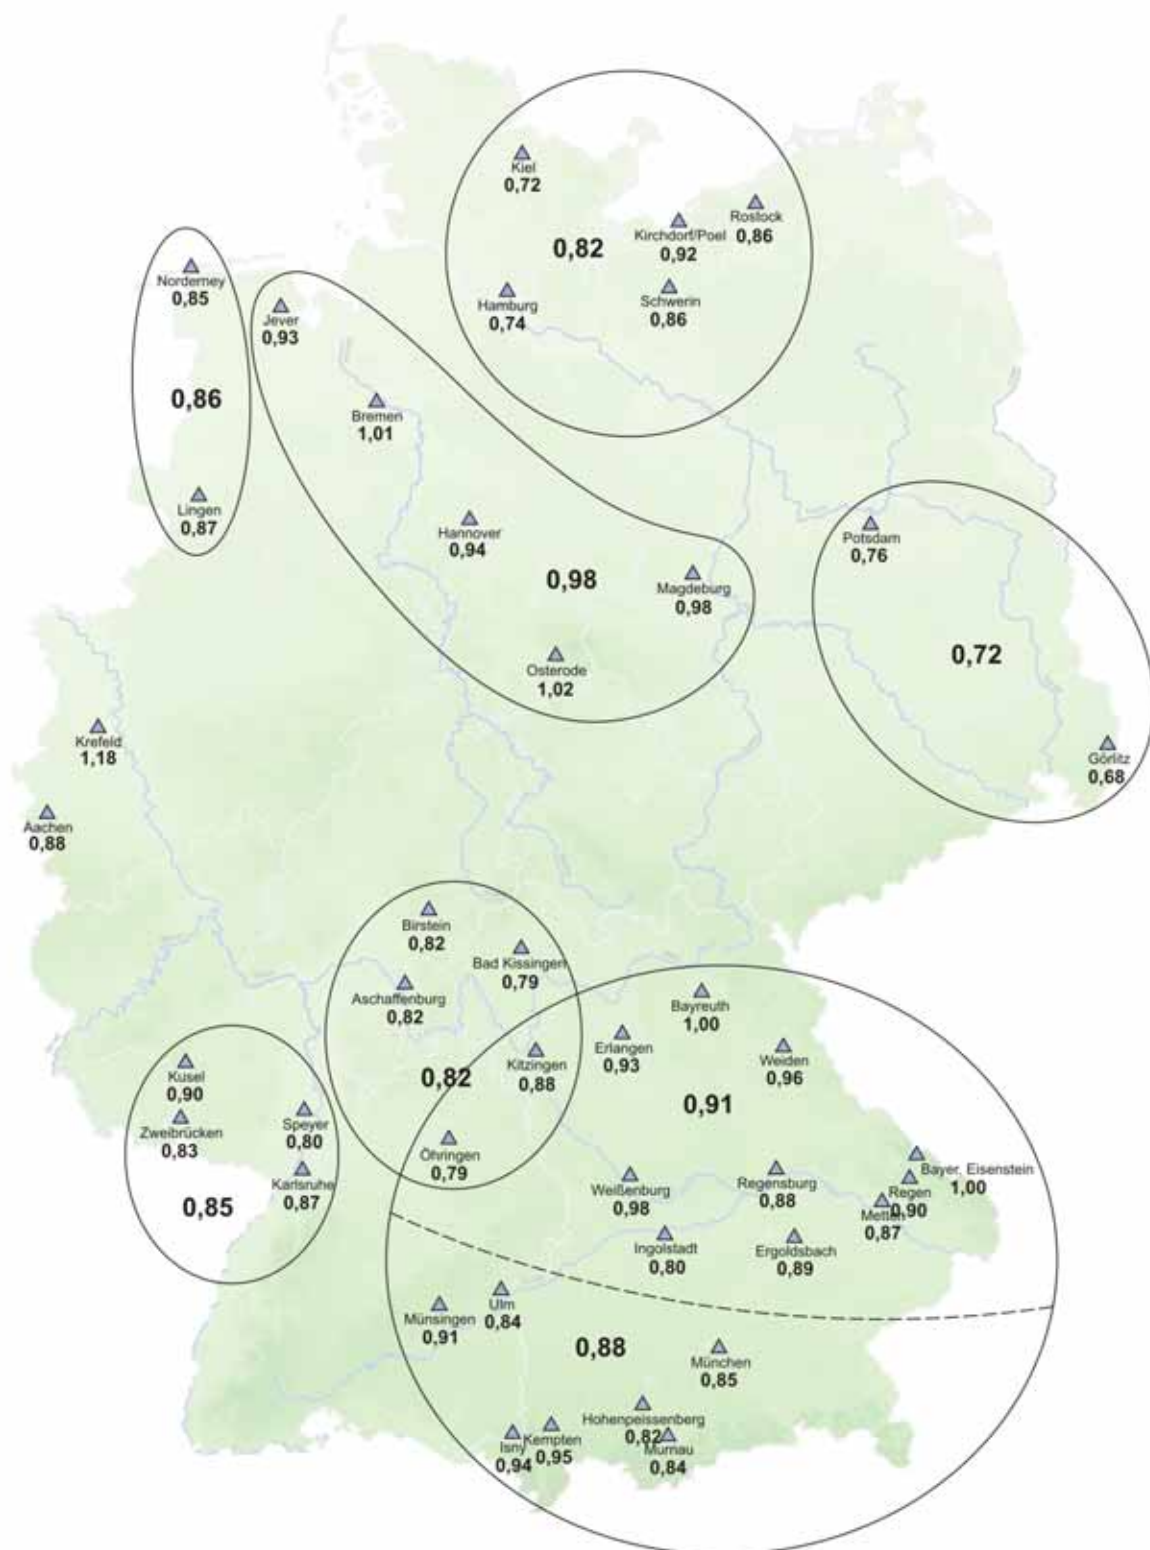 Kiel
0,72
Rostock
0,86
Kirchdorf/Poel
0,92
0,82
Norderney
0,85
Hamburg
0,74
Schwerin
0,86
Jever
0,93
0,86
Bremen
1,01
Lingen
0,87
Hannover
0,94
Potsdam
0,76
0,98
Magdeburg
0,98
Osterode
1,02
0,72
Krefeld
1,18
Görlitz
0,68
Aachen
0,88
Birstein
0,82
Bad Kissingen
0,79
Aschaffenburg
0,82
Bayreuth
1,00
Erlangen
0,93
Weiden
0,96
Kitzingen
0,88
Kusel
0,90
0,82
0,91
Zweibrücken
0,83
Speyer
0,80
Öhringen
0,79
Bayer. Eisenstein
1,00
Karlsruhe
0,87
Weißenburg
0,98
Regensburg
0,88
Regen
0,90
Metten
0,87
0,85
Ingolstadt
0,80
Ergoldsbach
0,89
Ulm
0,84
Münsingen
0,91
0,88
München
0,85
Hohenpeissenberg
0,82
Isny
0,94
Kempten
0,95
Murnau
0,84